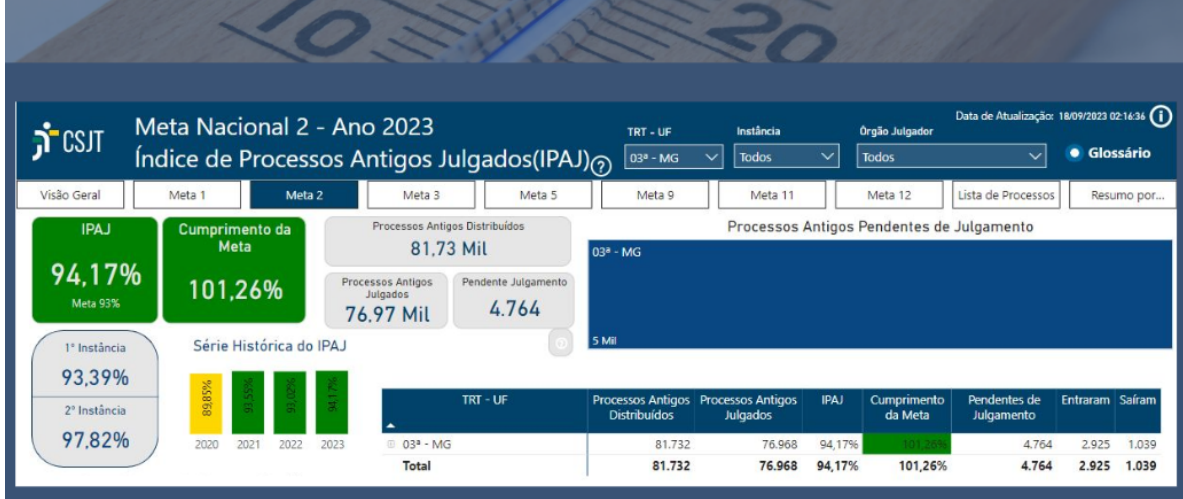 10
20
CSJT
Meta Nacional 2 - Ano 2023
Índice de Processos Antigos Julgados(IPAJ)
TRT - UF
03ª - MG
Instância
Todos
Órgão Julgador
Todos
Data de Atualização: 18/09/2023 02:16:36
Glossário
Visão Geral
Meta 1
Meta 2
Meta 3
Meta 5
Meta 9
Meta 11
Meta 12
Lista de Processos
Resumo por...
IPAJ
94,17%
Meta 93%
Cumprimento da
Meta
101,26%
Processos Antigos Distribuídos
81,73 Mil
Processos Antigos
Julgados
76,97 Mil
Pendente Julgamento
4.764
Processos Antigos Pendentes de Julgamento
03ª - MG
5 Mil
1ª Instância
93,39%
2ª Instância
97,82%
Série Histórica do IPAJ
89,85%
93,55%
93,02%
94,17%
2020 2021 2022 2023
TRT - UF
Processos Antigos
Distribuídos
Processos Antigos
Julgados
IPAJ
Cumprimento
da Meta
Pendentes de
Julgamento
Entraram
Saíram
03ª - MG 81.732 76.968 94,17% 101,26% 4.764 2.925 1.039
Total 81.732 76.968 94,17% 101,26% 4.764 2.925 1.039